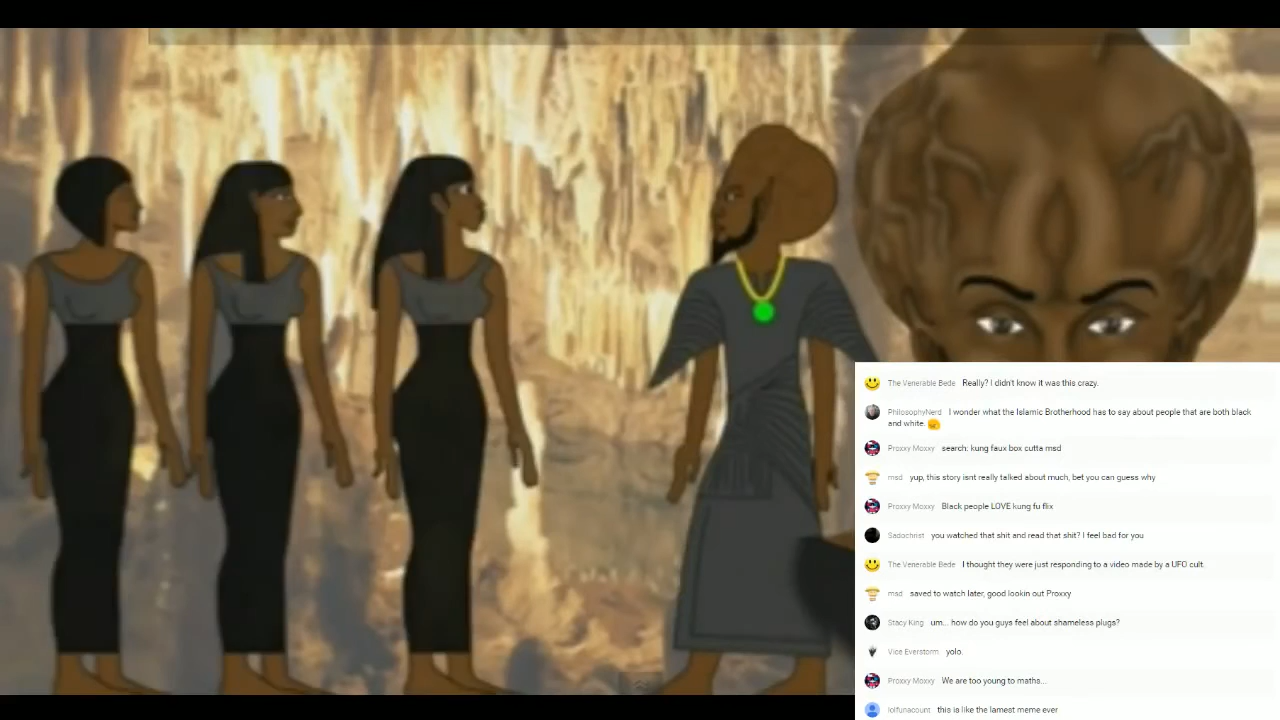 The Venerable Bede Really? I didn't know it was this crazy.
PhilosophyNerd I wonder what the Islamic Brotherhood has to say about people that are both black
and white.
Proxxy Moxxy search: kung faux box cutta msd
msd yup, this story isnt really talked about much, bet you can guess why
Proxxy Moxxy Black people LOVE kung fu flix
Sadochrist you watched that shit and read that shit? I feel bad for you
The Venerable Bede I thought they were just responding to a video made by a UFO cult.
msd saved to watch later, good lookin out Proxxy
Stacy King um... how do you guys feel about shameless plugs?
Vice Everstorm yolo.
Proxxy Moxxy We are too young to maths...
lolfunacount this is like the lamest meme ever